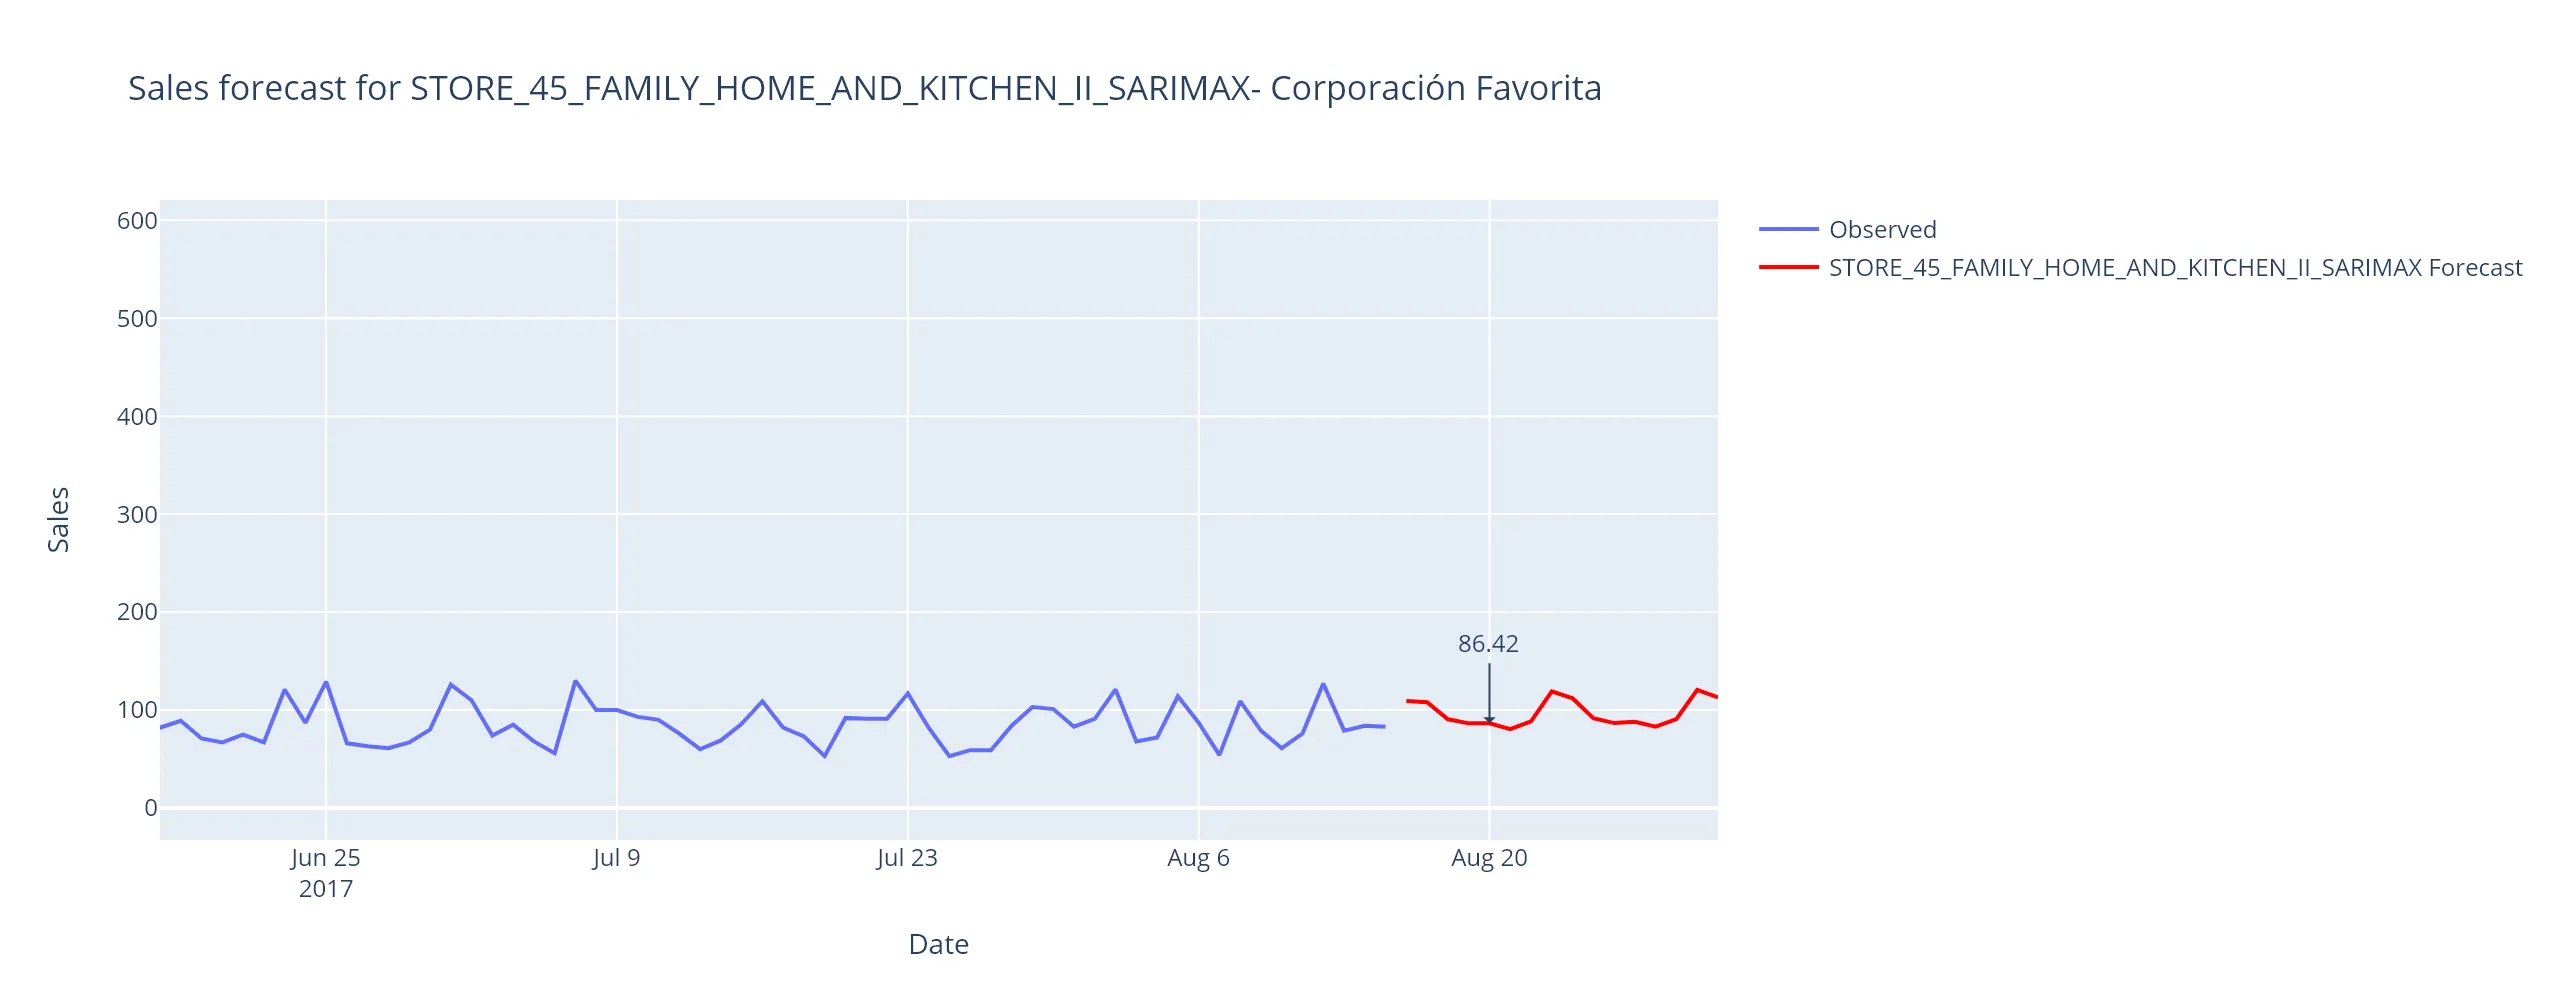 Sales forecast for STORE_45_FAMILY_HOME_AND_KITCHEN_II_SARIMAX- Corporación Favorita
600
500
400
300
200
100
0
Sales
86.42
Jun 25
2017
Jul 9
Jul 23
Aug 6
Aug 20
Date
Observed
STORE_45_FAMILY_HOME_AND_KITCHEN_II_SARIMAX Forecast